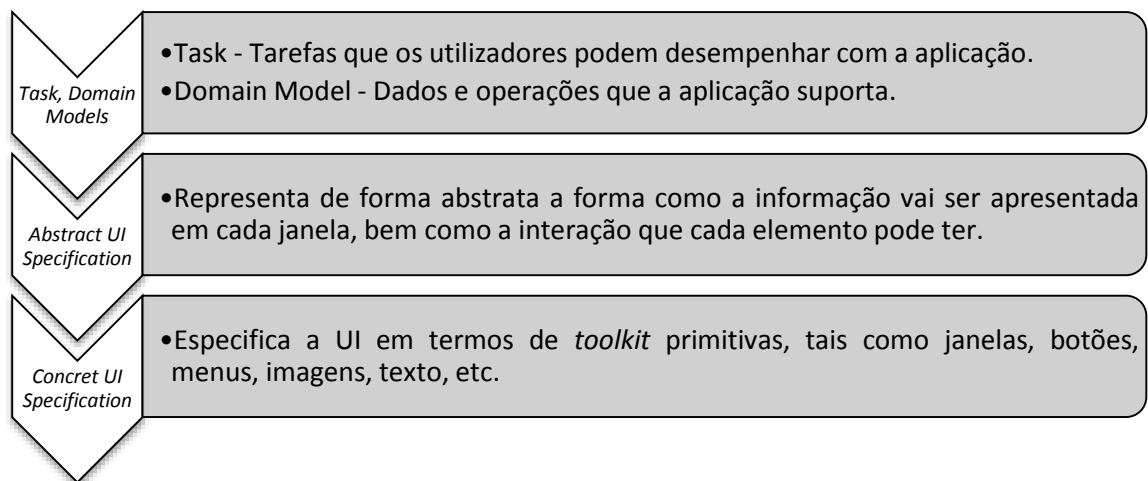 Task, Domain
Models
•Task - Tarefas que os utilizadores podem desempenhar com a aplicação.
•Domain Model - Dados e operações que a aplicação suporta.
Abstract UI
Specification
•Representa de forma abstrata a forma como a informação vai ser apresentada
em cada janela, bem como a interação que cada elemento pode ter.
Concret UI
Specification
•Especifica a UI em termos de toolkit primitivas, tais como janelas, botões,
menus, imagens, texto, etc.